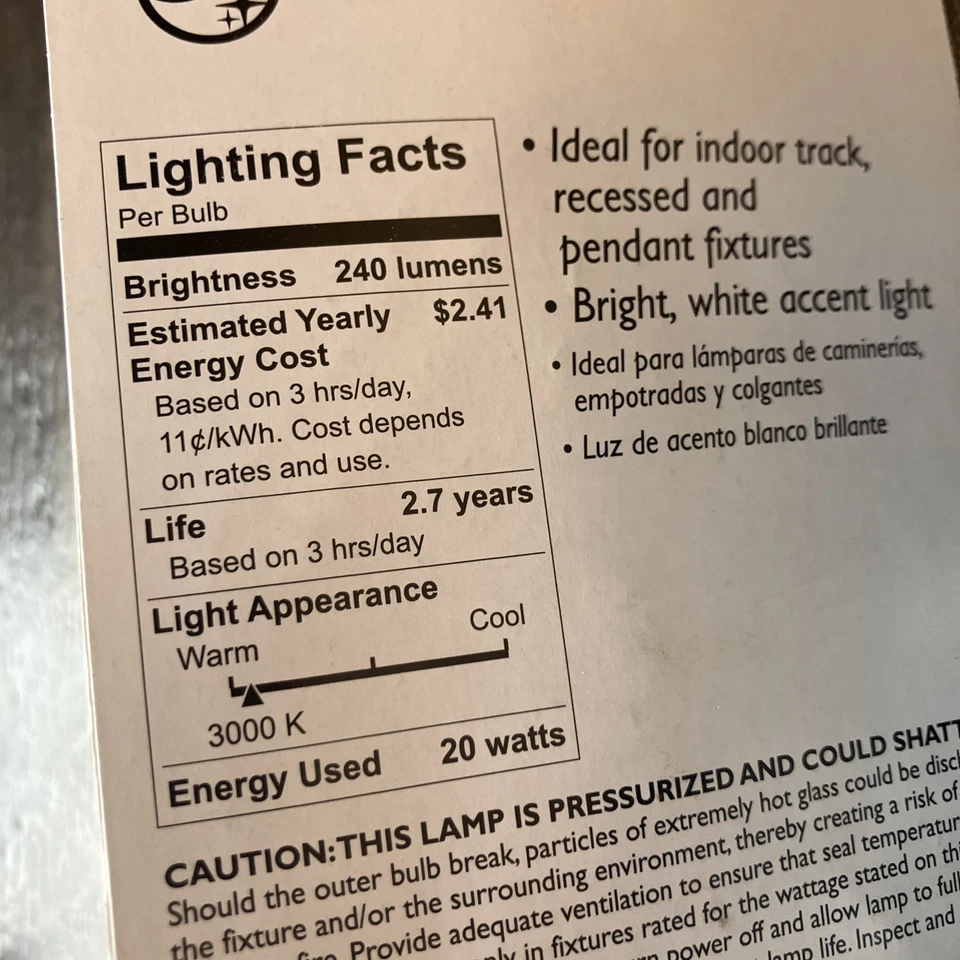 Lighting Facts
Per Bulb
Brightness 240 lumens
Estimated Yearly $2.41
Energy Cost
Based on 3 hrs/day,
11¢/kWh. Cost depends
on rates and use.
Life 2.7 years
Based on 3 hrs/day
Light Appearance
Warm Cool
3000 K
Energy Used 20 watts
• Ideal for indoor track,
recessed and
pendant fixtures
• Bright, white accent light
• Ideal para lámparas de caminerías,
empotradas y colgantes
• Luz de acento blanco brillante
CAUTION: THIS LAMP IS PRESSURIZED AND COULD SHATT
Should the outer bulb break, particles of extremely hot glass could be disch
the fixture and/or the surrounding environment, thereby creating a risk of
Provide adequate ventilation to ensure that seal temperatur
in fixtures rated for the wattage stated on thi
power off and allow lamp to full
lamp life. Inspect and